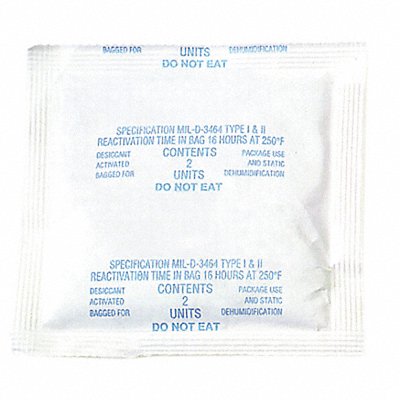 BAGGED FOR UNITS DEHUMIDIFICATION
DO NOT EAT
SPECIFICATION MIL-D-3464 TYPE I & II
REACTIVATION TIME IN BAG 16 HOURS AT 250°F
DESICCANT CONTENTS PACKAGE USE
ACTIVATED 2 AND STATIC
BAGGED FOR UNITS DEHUMIDIFICATION
DO NOT EAT
SPECIFICATION MIL-D-3464 TYPE I & II
REACTIVATION TIME IN BAG 16 HOURS AT 250°F
DESICCANT CONTENTS PACKAGE USE
ACTIVATED 2 AND STATIC
BAGGED FOR UNITS DEHUMIDIFICATION
DO NOT EAT